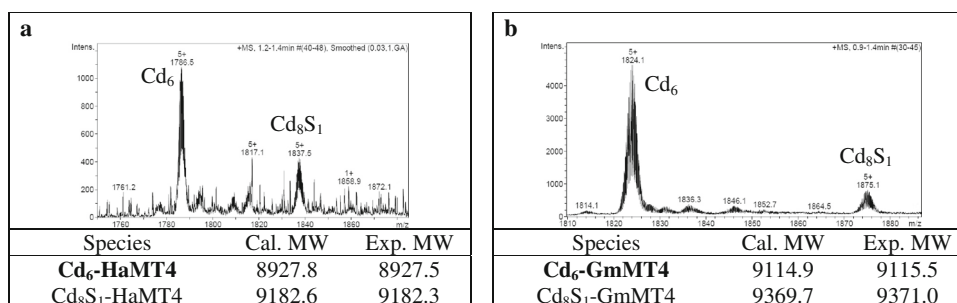 a
Intens.
+MS, 1.2-1.4min #(40-48), Smoothed (0.03,1,GA)
5+
1786.5
1000
Cd₆
800
600
Cd₈S₁
5+
1817.1
5+
1837.5
400
1+
1858.9
1761.2
1872.1
200
0
1760 1780 1800 1820 1840 1860 m/z
Species Cal. MW Exp. MW
Cd₆-HaMT4 8927.8 8927.5
Cd₈S₁-HaMT4 9182.6 9182.3
b
Intens.
+MS, 0.9-1.4min #(30-45)
5+
1824.1
Cd₆
4000
3000
2000
Cd₈S₁
5+
1875.1
1000
1814.1 1836.3 1846.1 1852.7 1864.5
0
1810 1820 1830 1840 1850 1860 1870 1880 m/z
Species Cal. MW Exp. MW
Cd₆-GmMT4 9114.9 9115.5
Cd₈S₁-GmMT4 9369.7 9371.0